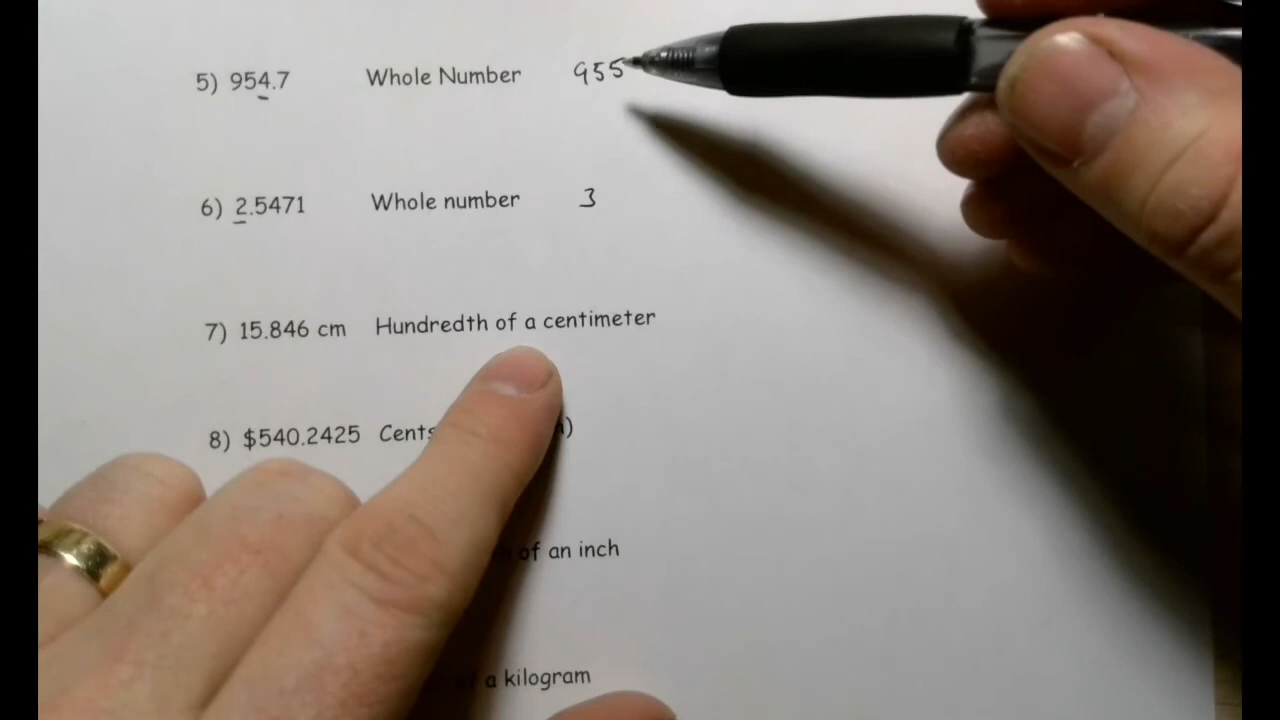 5) 954.7 Whole Number 955
6) 2.5471 Whole number 3
7) 15.846 cm Hundredth of a centimeter
8) $540.2425 Cents
of an inch
a kilogram